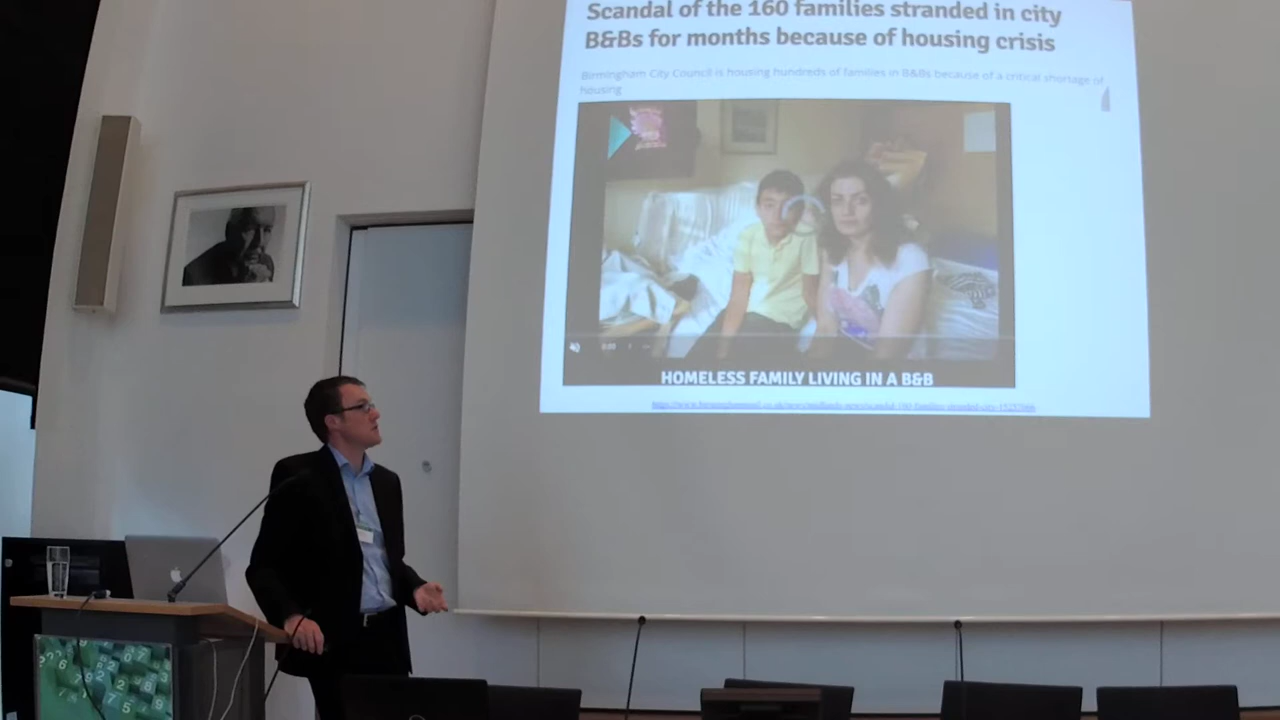 Scandal of the 160 families stranded in city
B&Bs for months because of housing crisis
Birmingham City Council is housing hundreds of families in B&Bs because of a critical shortage of
housing
HOMELESS FAMILY LIVING IN A B&B